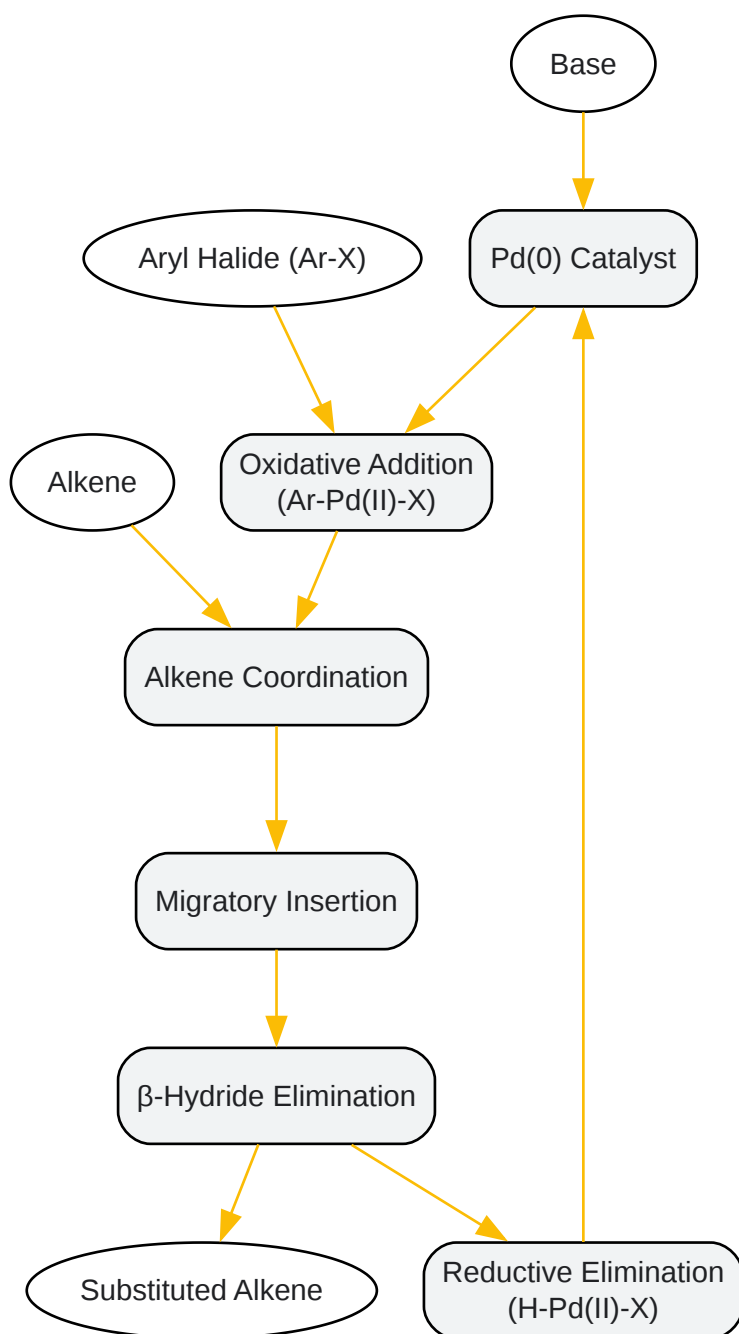 Base
Aryl Halide (Ar-X)
Pd(0) Catalyst
Oxidative Addition
(Ar-Pd(II)-X)
Alkene
Alkene Coordination
Migratory Insertion
β-Hydride Elimination
Substituted Alkene
Reductive Elimination
(H-Pd(II)-X)